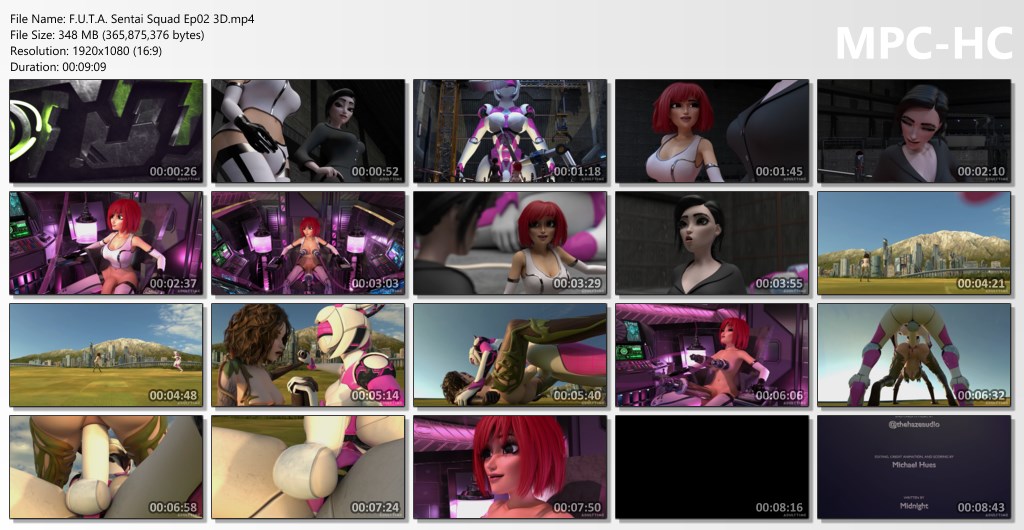 File Name: F.U.T.A. Sentai Squad Ep02 3D.mp4
File Size: 348 MB (365,875,376 bytes)
Resolution: 1920x1080 (16:9)
Duration: 00:09:09
MPC-HC
00:00:26
00:00:52
00:01:18
00:01:45
00:02:10
00:02:37
00:03:03
00:03:29
00:03:55
00:04:21
00:04:48
00:05:14
00:05:40
00:06:06
00:06:32
00:06:58
00:07:24
00:07:50
00:08:16
Michael Huos
WRITTEN BY
Midnight
00:08:43